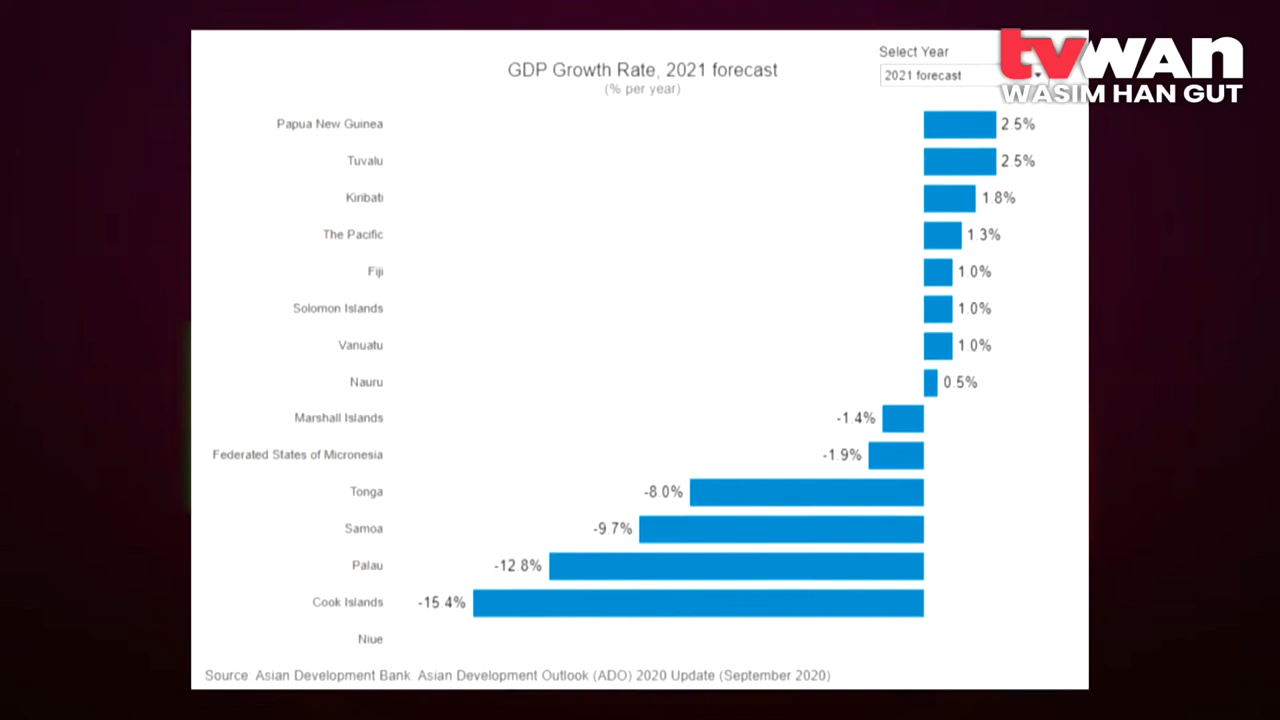 tvwan
WASIM HAN GUT
Select Year
2021 forecast
GDP Growth Rate, 2021 forecast
(% per year)
Papua New Guinea 2.5%
Tuvalu 2.5%
Kiribati 1.8%
The Pacific 1.3%
Fiji 1.0%
Solomon Islands 1.0%
Vanuatu 1.0%
Nauru 0.5%
Marshall Islands -1.4%
Federated States of Micronesia -1.9%
Tonga -8.0%
Samoa -9.7%
Palau -12.8%
Cook Islands -15.4%
Niue
Source: Asian Development Bank. Asian Development Outlook (ADO) 2020 Update (September 2020)